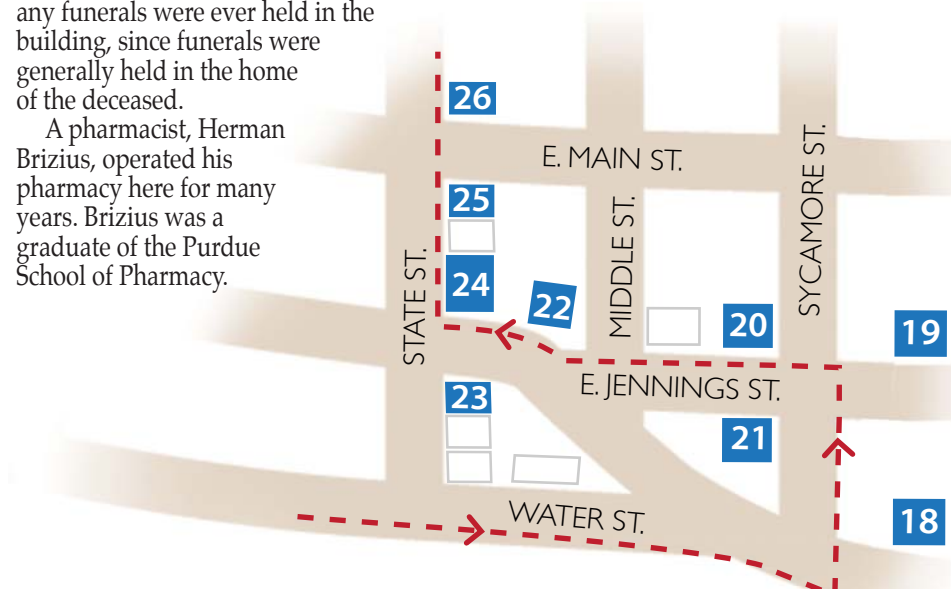 any funerals were ever held in the
building, since funerals were
generally held in the home
of the deceased.
A pharmacist, Herman
Brizius, operated his
pharmacy here for many
years. Brizius was a
graduate of the Purdue
School of Pharmacy.
26
E. MAIN ST.
SYCAMORE ST.
25
MIDDLE ST.
STATE ST.
24
22
20
19
E. JENNINGS ST.
23
21
WATER ST.
18